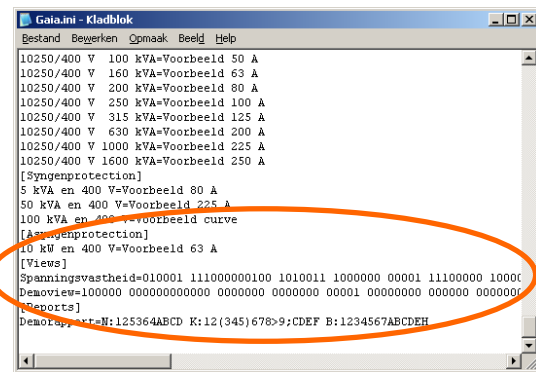 Gaia.ini - Kladblok
Bestand Bewerken Opmaak Beeld Help
10250/400 V  100 kVA=Voorbeeld 50 A
10250/400 V  160 kVA=Voorbeeld 63 A
10250/400 V  200 kVA=Voorbeeld 80 A
10250/400 V  250 kVA=Voorbeeld 100 A
10250/400 V  315 kVA=Voorbeeld 125 A
10250/400 V  630 kVA=Voorbeeld 200 A
10250/400 V 1000 kVA=Voorbeeld 225 A
10250/400 V 1600 kVA=Voorbeeld 250 A
[Syngenprotection]
5 kVA en 400 V=Voorbeeld 80 A
50 kVA en 400 V=Voorbeeld 225 A
100 kVA en 400 V=Voorbeeld curve
[Asyngenprotection]
10 kW en 400 V=Voorbeeld 63 A
[Views]
Spanningsvastheid=010001 111000000100 1010011 1000000 00001 11100000 10000
Demoview=100000 000000000000 0000000 0000000 00001 00000000 000000 0000000
[Reports]
Demorapport=N:125364ABCD K:12(345)678>9;CDEF B:1234567ABCDEH